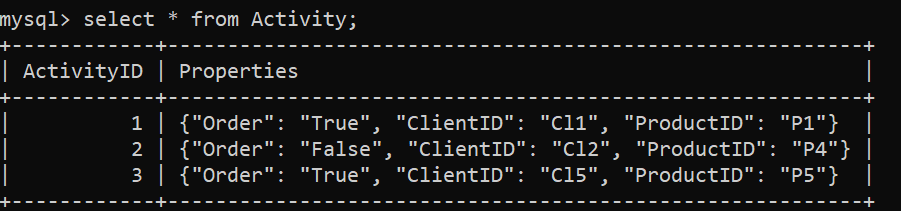 mysql> select * from Activity;
+------------+------------------------------------------------------------+
| ActivityID | Properties                                                 |
+------------+------------------------------------------------------------+
|          1 | {"Order": "True", "ClientID": "Cl1", "ProductID": "P1"}  |
|          2 | {"Order": "False", "ClientID": "Cl2", "ProductID": "P4"} |
|          3 | {"Order": "True", "ClientID": "Cl5", "ProductID": "P5"}  |
+------------+------------------------------------------------------------+